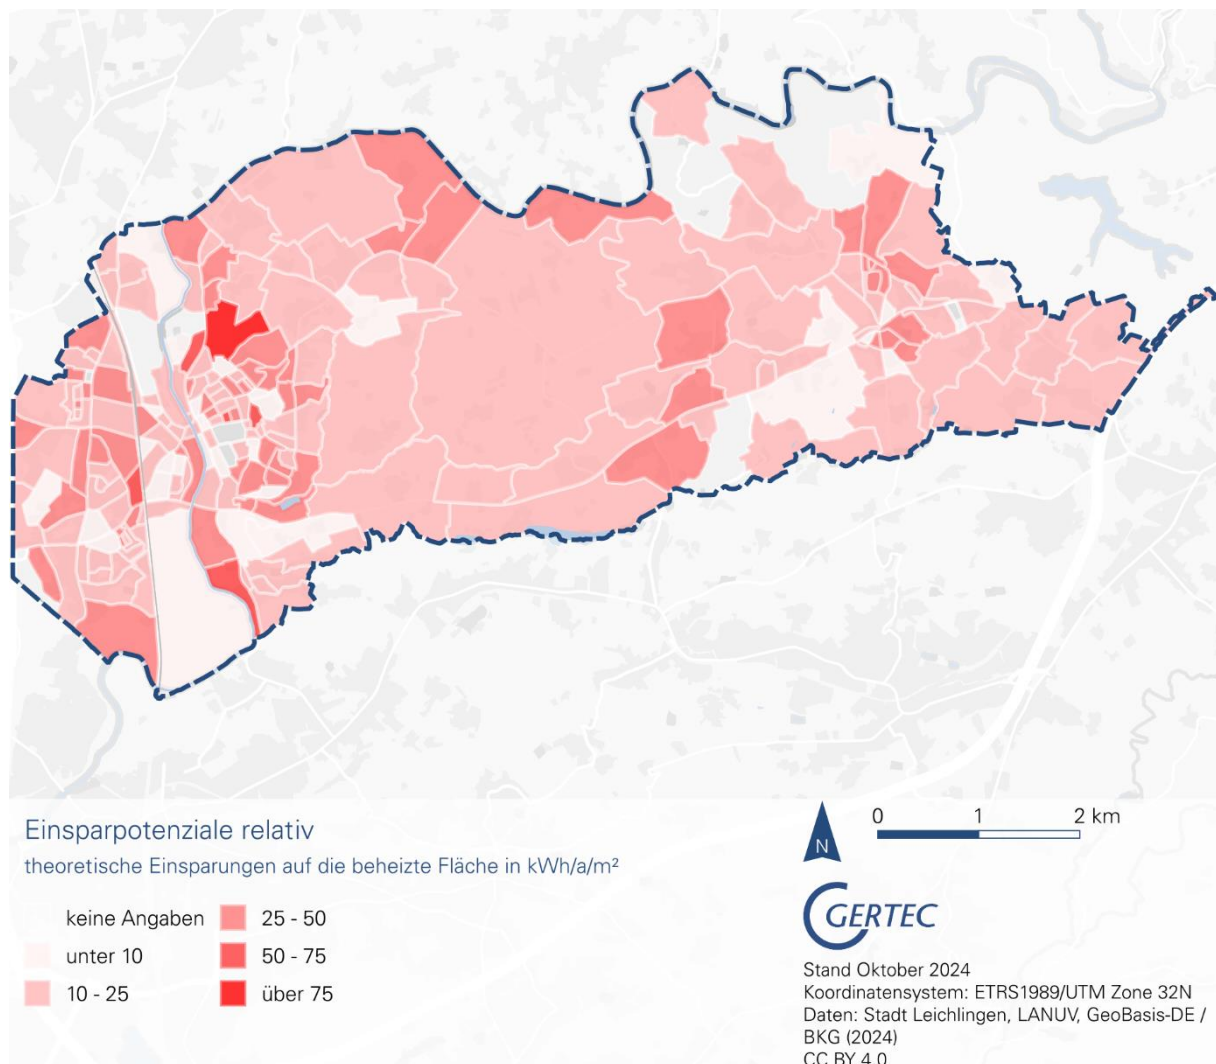 Einsparpotenziale relativ
theoretische Einsparungen auf die beheizte Fläche in kWh/a/m²
keine Angaben
unter 10
10 - 25
25 - 50
50 - 75
über 75
0 1 2 km
N
GERTEC
Stand Oktober 2024
Koordinatensystem: ETRS1989/UTM Zone 32N
Daten: Stadt Leichlingen, LANUV, GeoBasis-DE /
BKG (2024)
CC BY 4.0